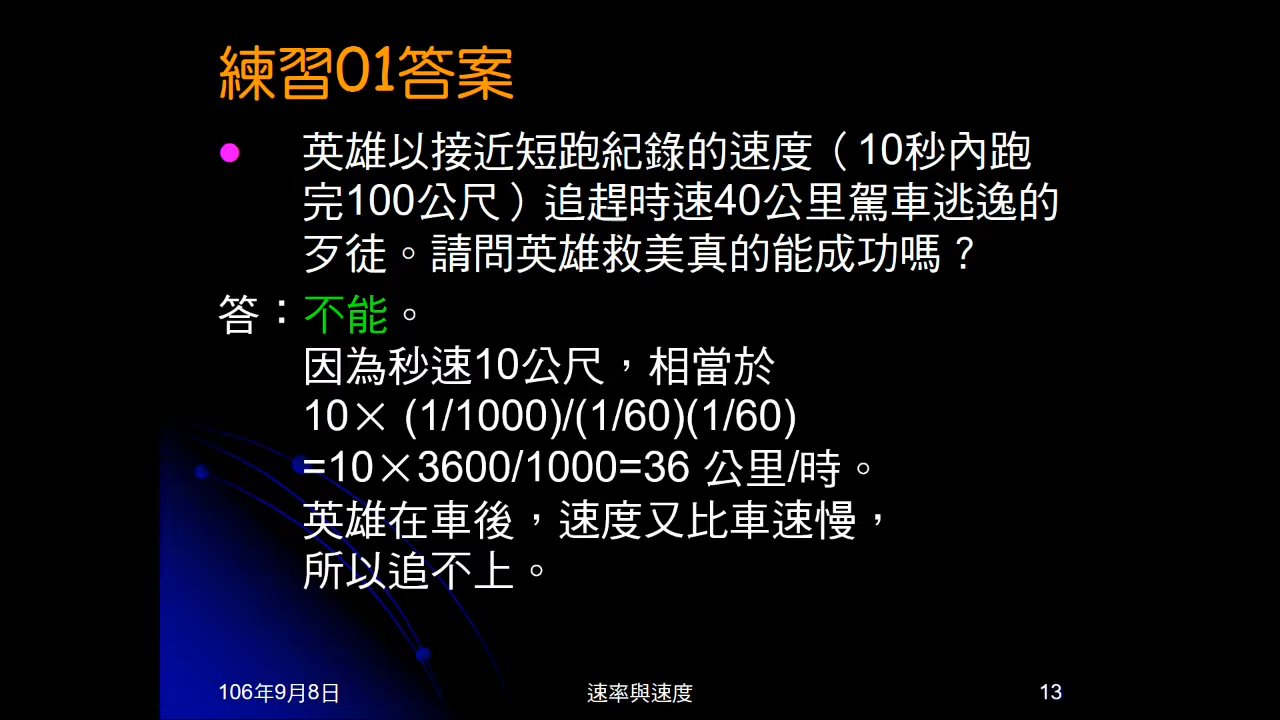 練習01答案
● 英雄以接近短跑紀錄的速度（10秒內跑
完100公尺）追趕時速40公里駕車逃逸的
歹徒。請問英雄救美真的能成功嗎？
答：不能。
因為秒速10公尺，相當於
10× (1/1000)/(1/60)(1/60)
=10×3600/1000=36 公里/時。
英雄在車後，速度又比車速慢，
所以追不上。
106年9月8日
速率與速度
13